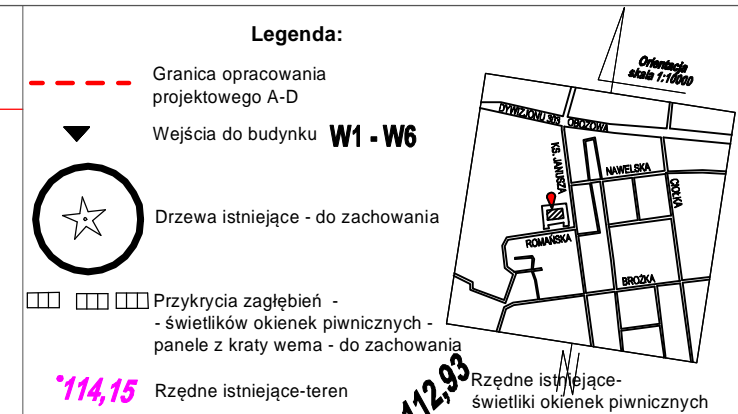 Legenda:
Granica opracowania
projektowego A-D
Wejścia do budynku W1 - W6
Drzewa istniejące - do zachowania
Przykrycia zagłębień -
- świetlików okienek piwnicznych -
panele z kraty wema - do zachowania
114,15 Rzędne istniejące-teren
112,93 Rzędne istniejące-
świetliki okienek piwnicznych
Orientacja
skala 1:10000
DYWIZJONU 303 OBOZOWA
KS. JANUSZA
NAWELSKA
CIOŁKA
ROMAŃSKA
BROŻKA
N